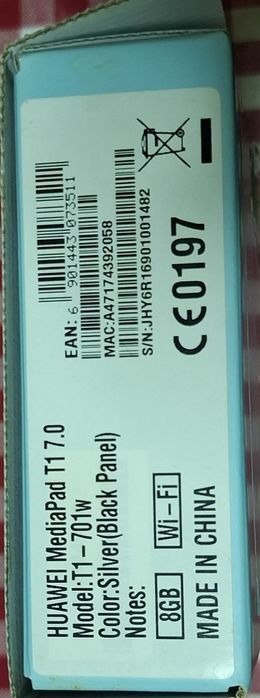 HUAWEI MediaPad T1 7.0
Model:T1-701w
Color:Silver(Black Panel)
Notes:
8GB Wi-Fi
MADE IN CHINA
EAN: 6 901443 073511
MAC:A47174392058
S/N:JHY6R16901001482
CE0197